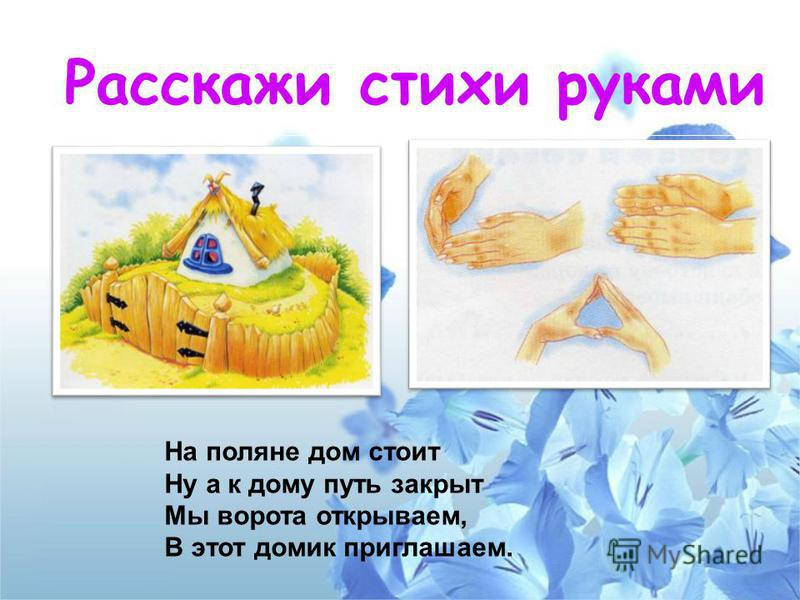 Расскажи стихи руками
На поляне дом стоит
Ну а к дому путь закрыт
Мы ворота открываем,
В этот домик приглашаем.
MyShared